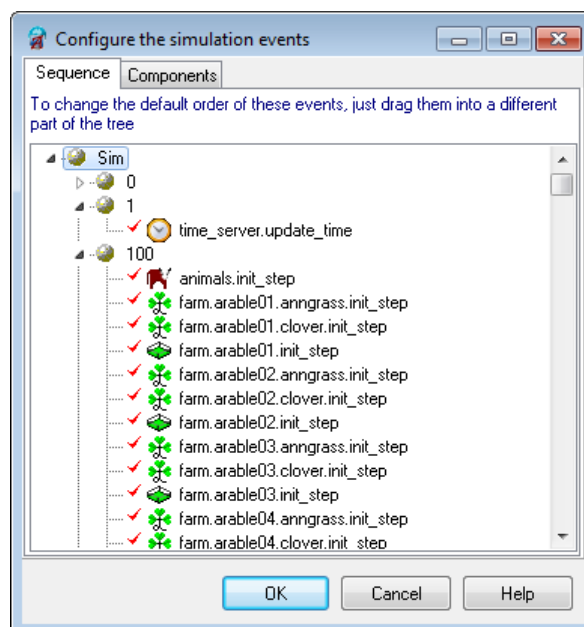 Configure the simulation events
Sequence
Components
To change the default order of these events, just drag them into a different
part of the tree
Sim
0
1
time_server.update_time
100
animals.init_step
farm.arable01.anngrass.init_step
farm.arable01.clover.init_step
farm.arable01.init_step
farm.arable02.anngrass.init_step
farm.arable02.clover.init_step
farm.arable02.init_step
farm.arable03.anngrass.init_step
farm.arable03.clover.init_step
farm.arable03.init_step
farm.arable04.anngrass.init_step
farm.arable04.clover.init_step
OK
Cancel
Help